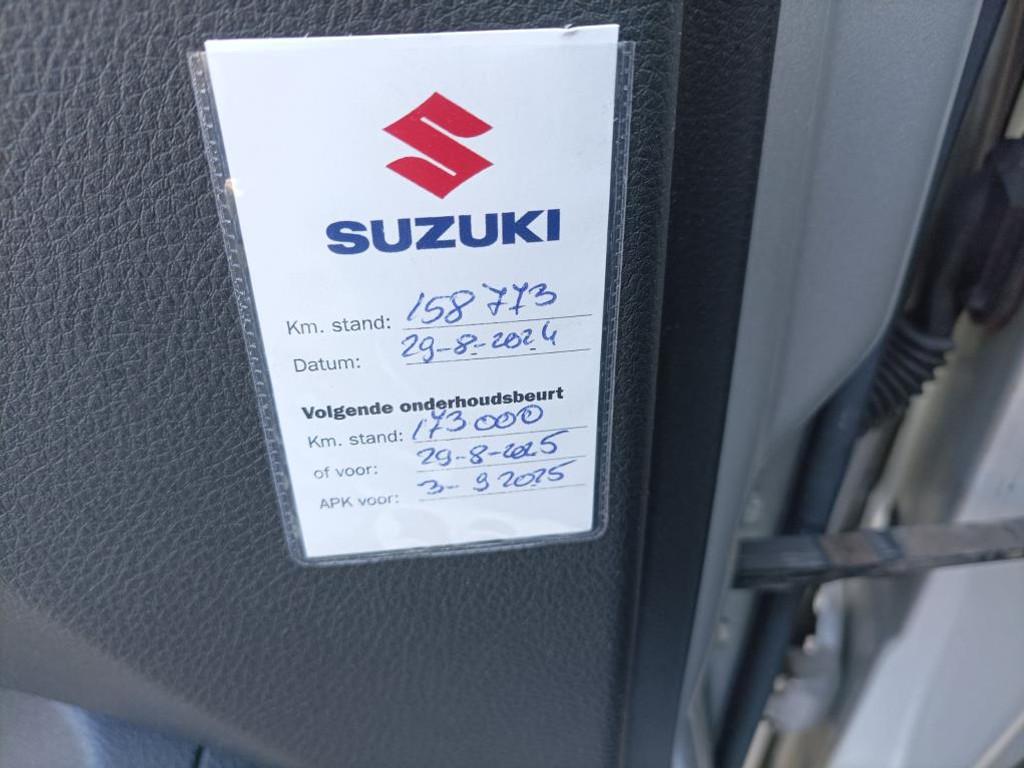 SUZUKI
Km. stand: 158 773
Datum: 29-8-2024
Volgende onderhoudsbeurt
Km. stand: 173 000
of voor: 29-8-2025
APK voor: 3-9 2025